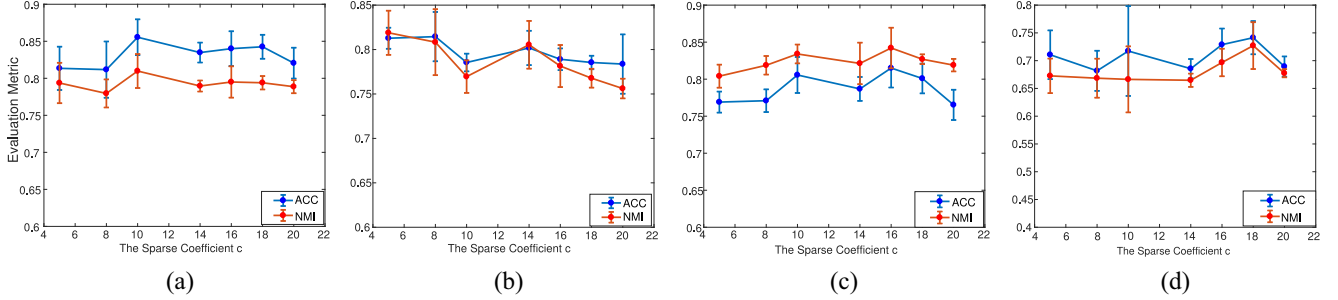 Evaluation Metric
0.9
0.85
0.8
0.75
0.7
0.65
0.6
4 6 8 10 12 14 16 18 20 22
The Sparse Coefficient c
ACC
NMI
(a)
0.85
0.8
0.75
0.7
0.65
0.6
4 6 8 10 12 14 16 18 20 22
The Sparse Coefficient c
ACC
NMI
(b)
0.9
0.85
0.8
0.75
0.7
0.65
0.6
4 6 8 10 12 14 16 18 20 22
The Sparse Coefficient c
ACC
NMI
(c)
0.8
0.75
0.7
0.65
0.6
0.55
0.5
0.45
0.4
4 6 8 10 12 14 16 18 20 22
The Sparse Coefficient c
ACC
NMI
(d)